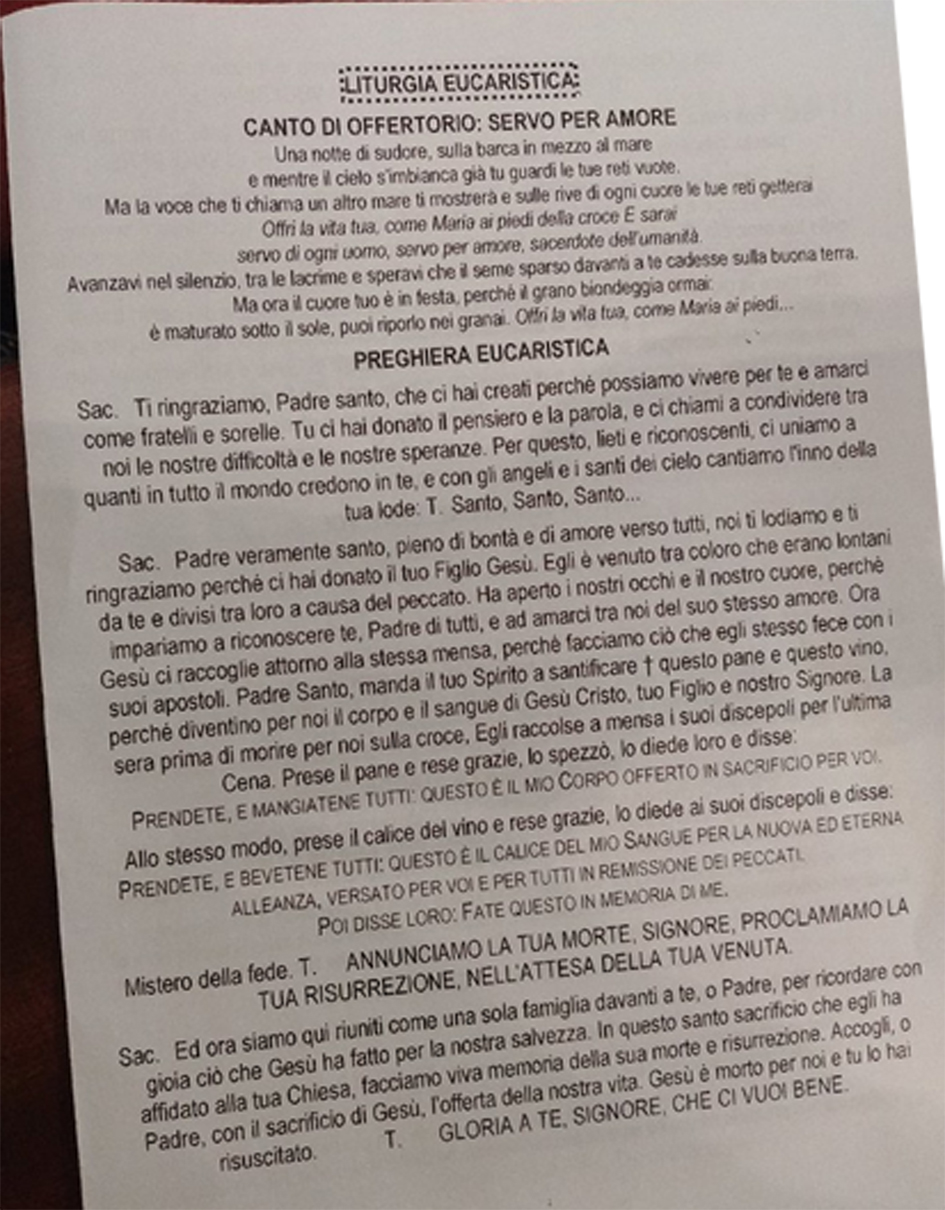 LITURGIA EUCARISTICA
CANTO DI OFFERTORIO: SERVO PER AMORE
Una notte di sudore, sulla barca in mezzo al mare
e mentre il cielo s'imbianca già tu guardi le tue reti vuote.
Ma la voce che ti chiama un altro mare ti mostrerà e sulle rive di ogni cuore le tue reti getterai
Offri la vita tua, come Maria ai piedi della croce E sarai
servo di ogni uomo, servo per amore, sacerdote dell'umanità.
Avanzavi nel silenzio, tra le lacrime e speravi che il seme sparso davanti a te cadesse sulla buona terra.
Ma ora il cuore tuo è in festa, perché il grano biondeggia ormai:
è maturato sotto il sole, puoi riporlo nei granai. Offri la vita tua, come Maria ai piedi...
PREGHIERA EUCARISTICA
Sac. Ti ringraziamo, Padre santo, che ci hai creati perché possiamo vivere per te e amarci
come fratelli e sorelle. Tu ci hai donato il pensiero e la parola, e ci chiami a condividere tra
noi le nostre difficoltà e le nostre speranze. Per questo, lieti e riconoscenti, ci uniamo a
quanti in tutto il mondo credono in te, e con gli angeli e i santi dei cielo cantiamo l'inno della
tua lode: T. Santo, Santo, Santo...
Sac. Padre veramente santo, pieno di bontà e di amore verso tutti, noi ti lodiamo e ti
ringraziamo perché ci hai donato il tuo Figlio Gesù. Egli è venuto tra coloro che erano lontani
da te e divisi tra loro a causa del peccato. Ha aperto i nostri occhi e il nostro cuore, perché
impariamo a riconoscere te, Padre di tutti, e ad amarci tra noi del suo stesso amore. Ora
Gesù ci raccoglie attorno alla stessa mensa, perché facciamo ciò che egli stesso fece con i
suoi apostoli. Padre Santo, manda il tuo Spirito a santificare † questo pane e questo vino,
perché diventino per noi il corpo e il sangue di Gesù Cristo, tuo Figlio e nostro Signore. La
sera prima di morire per noi sulla croce, Egli raccolse a mensa i suoi discepoli per l'ultima
Cena. Prese il pane e rese grazie, lo spezzò, lo diede loro e disse:
PRENDETE, E MANGIATENE TUTTI: QUESTO È IL MIO CORPO OFFERTO IN SACRIFICIO PER VOI.
Allo stesso modo, prese il calice del vino e rese grazie, lo diede ai suoi discepoli e disse:
PRENDETE, E BEVETENE TUTTI: QUESTO È IL CALICE DEL MIO SANGUE PER LA NUOVA ED ETERNA
ALLEANZA, VERSATO PER VOI E PER TUTTI IN REMISSIONE DEI PECCATI.
POI DISSE LORO: FATE QUESTO IN MEMORIA DI ME.
Mistero della fede. T. ANNUNCIAMO LA TUA MORTE, SIGNORE, PROCLAMIAMO LA
TUA RISURREZIONE, NELL'ATTESA DELLA TUA VENUTA.
Sac. Ed ora siamo qui riuniti come una sola famiglia davanti a te, o Padre, per ricordare con
gioia ciò che Gesù ha fatto per la nostra salvezza. In questo santo sacrificio che egli ha
affidato alla tua Chiesa, facciamo viva memoria della sua morte e risurrezione. Accogli, o
Padre, con il sacrificio di Gesù, l'offerta della nostra vita. Gesù è morto per noi e tu lo hai
risuscitato. T. GLORIA A TE, SIGNORE, CHE CI VUOI BENE.